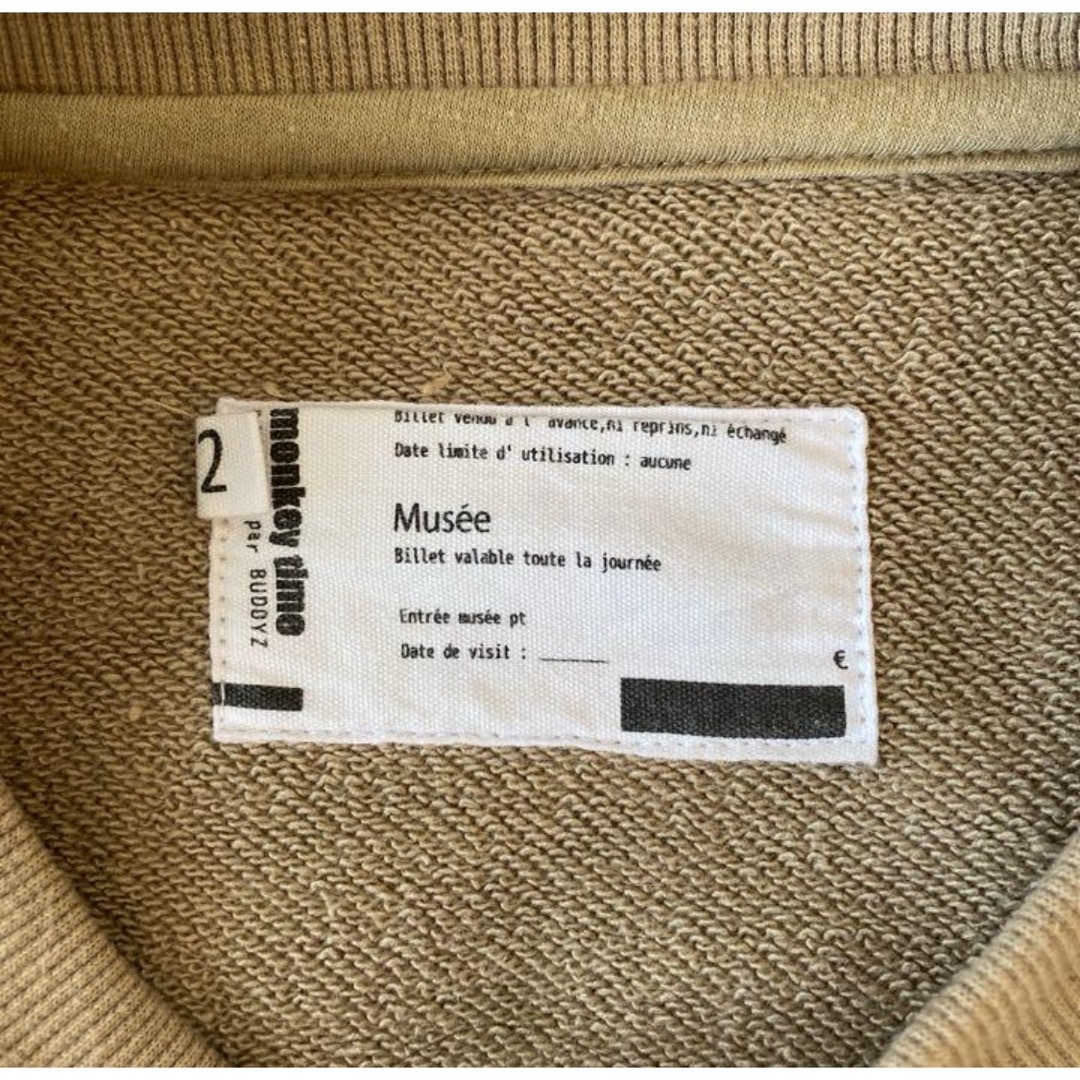 2
monkey time
par BUDDYZ
Billet vendu à l' avance,ni reprins,ni échangé
Date limite d' utilisation : aucune
Musée
Billet valable toute la journée
Entrée musée pt
Date de visit : ______
€